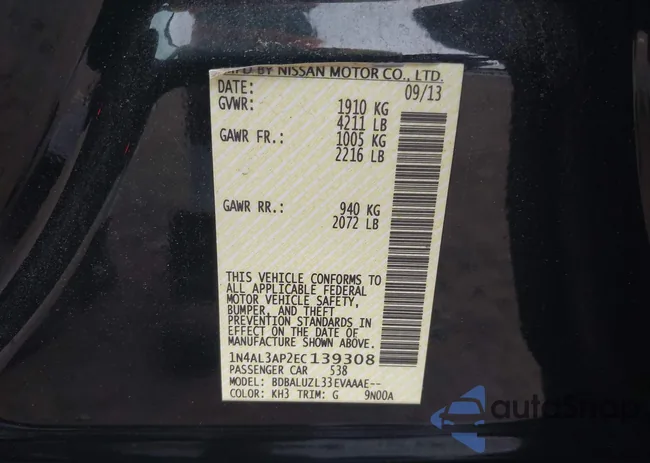 MFD BY NISSAN MOTOR CO., LTD.
DATE: 09/13
GVWR: 1910 KG
4211 LB
GAWR FR.: 1005 KG
2216 LB
GAWR RR.: 940 KG
2072 LB
THIS VEHICLE CONFORMS TO
ALL APPLICABLE FEDERAL
MOTOR VEHICLE SAFETY,
BUMPER, AND THEFT
PREVENTION STANDARDS IN
EFFECT ON THE DATE OF
MANUFACTURE SHOWN ABOVE.
1N4AL3AP2EC139308
PASSENGER CAR 538
MODEL: BDBALUZL33EVAAAE--
COLOR: KH3 TRIM: G 9N00A
autoShop